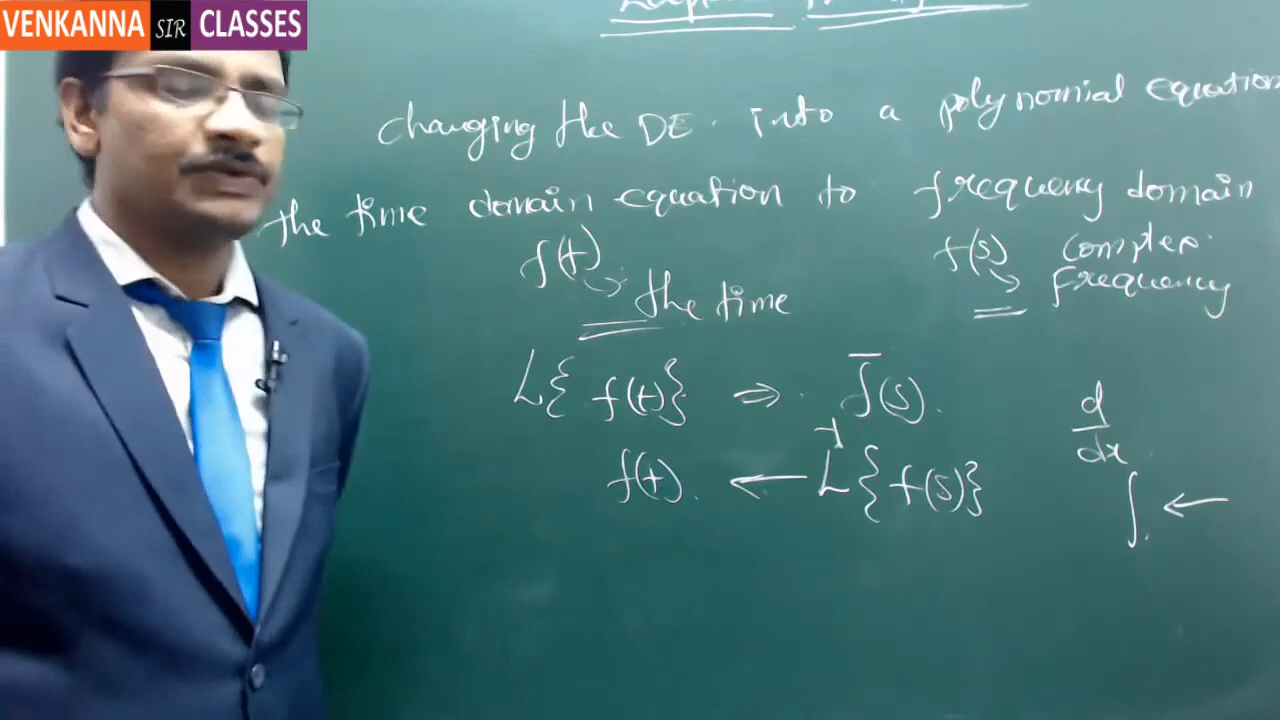 VENKANNA SIR CLASSES
changing the DE. into a polynomial equation
the time domain equation to frequency domain
f(t) f(s) complex
the time frequency
L{ f(t)} ⇒ f̄(s). d
f(t). ← L⁻¹{ f(s)} dx
∫ ←